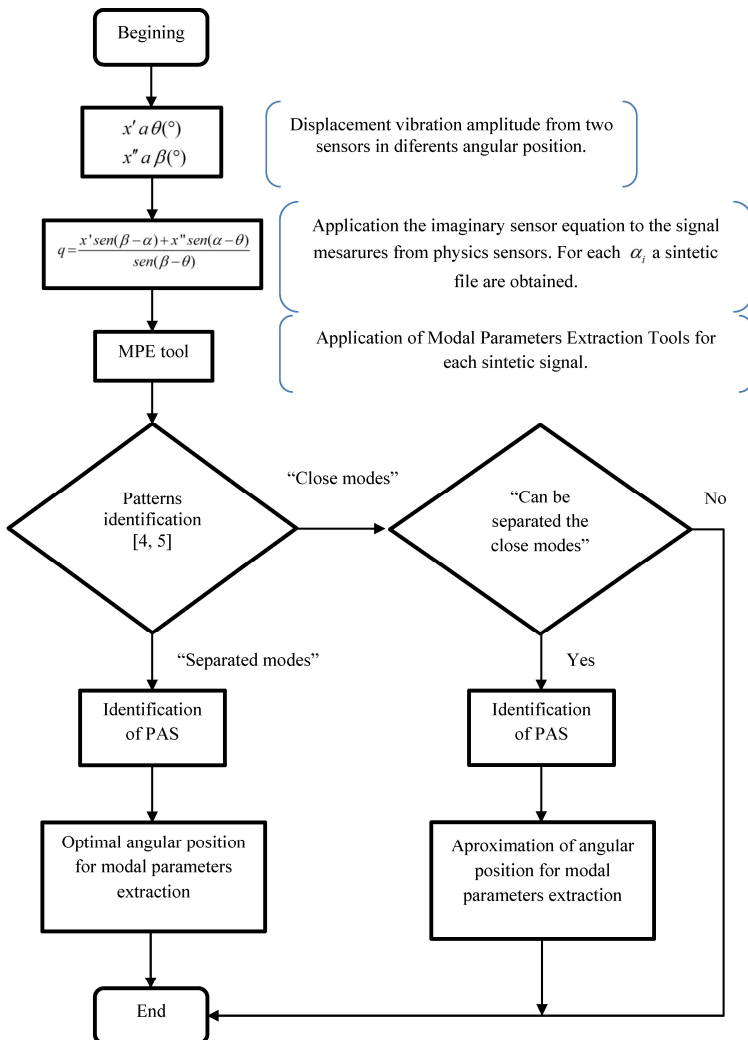 Begining
x' a θ(°)
x" a β(°)
Displacement vibration amplitude from two
sensors in diferents angular position.
q = x' sen(β−α) + x" sen(α−θ)
sen(β−θ)
Application the imaginary sensor equation to the signal
mesarures from physics sensors. For each αᵢ a sintetic
file are obtained.
MPE tool
Application of Modal Parameters Extraction Tools for
each sintetic signal.
Patterns
identification
[4, 5]
“Close modes”
“Can be
separated the
close modes”
No
“Separated modes”
Yes
Identification
of PAS
Identification
of PAS
Optimal angular position
for modal parameters
extraction
Aproximation of angular
position for modal
parameters extraction
End